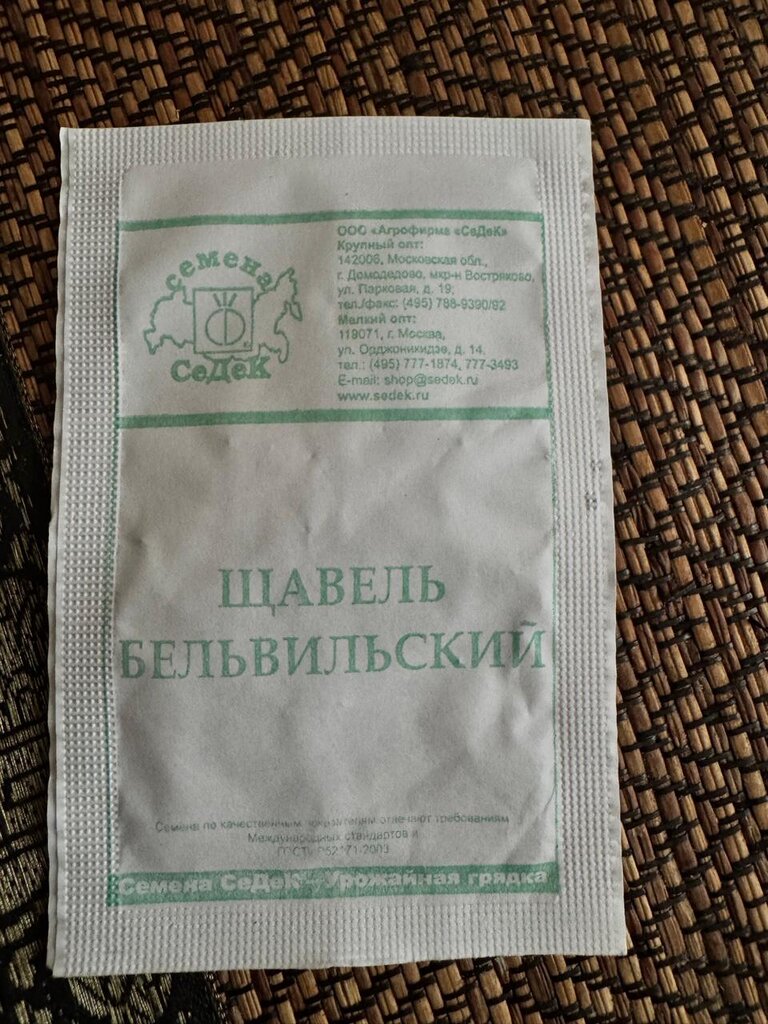 семена
СеДеК
ООО «Агрофирма «СеДеК»
Крупный опт:
142006, Московская обл.,
г. Домодедово, мкр-н Востряково,
ул. Парковая, д. 19;
тел./факс: (495) 788-9390/92
Мелкий опт:
119071, г. Москва,
ул. Орджоникидзе, д. 14,
тел.: (495) 777-1874, 777-3493
E-mail: shop@sedek.ru
www.sedek.ru
ЩАВЕЛЬ
БЕЛЬВИЛЬСКИЙ
Семена по качественным показателям отвечают требованиям
Международных стандартов и
52171-2003
Семена СеДеК - Урожайная грядка